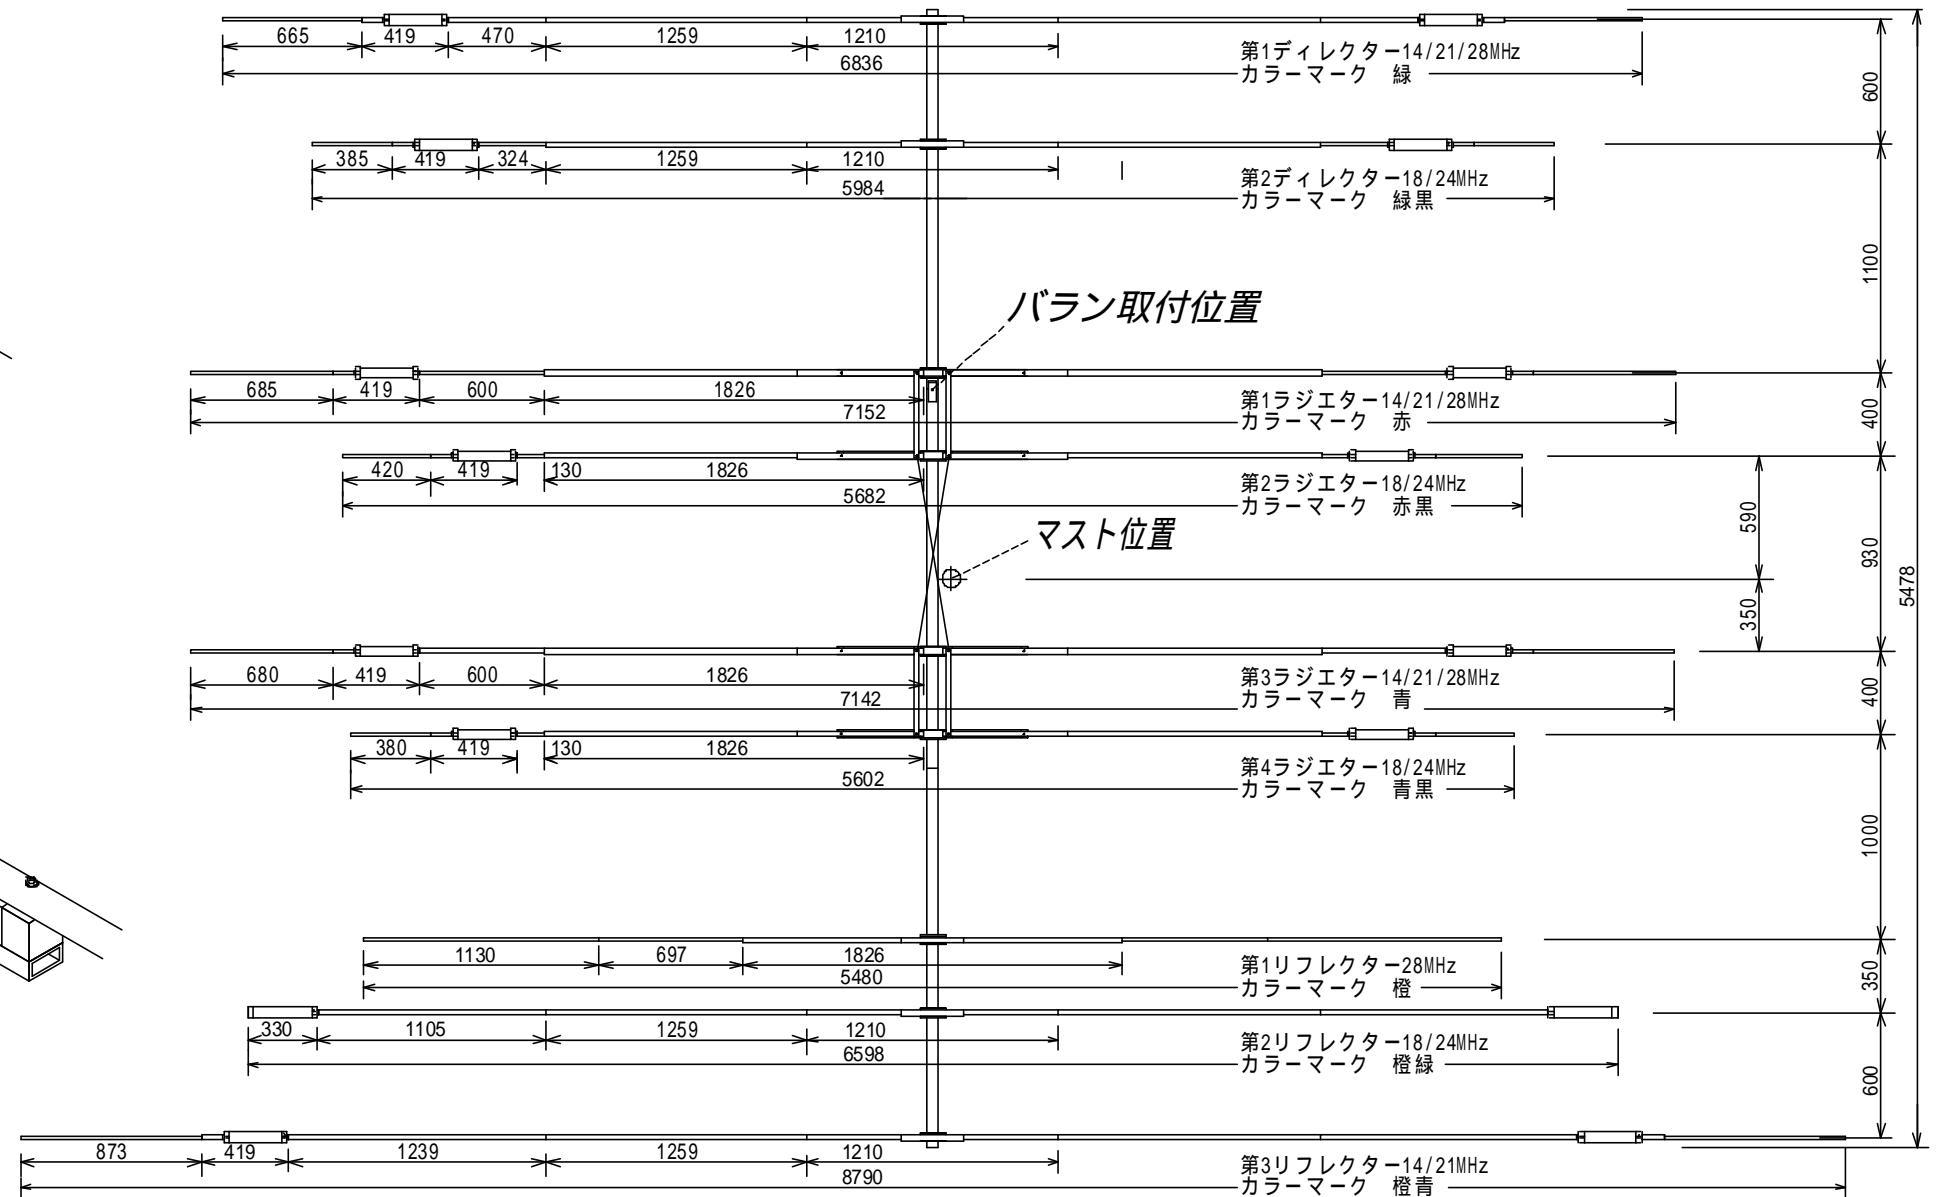 665 419 470 1259 1210
第1ディレクター14/21/28MHz
6836
カラーマーク 緑
600
385 419 324 1259 1210
第2ディレクター18/24MHz
5984
カラーマーク 緑黒
1100
バラン取付位置
685 419 600 1826
第1ラジエター14/21/28MHz
7152
カラーマーク 赤
400
420 419 130 1826
第2ラジエター18/24MHz
5682
カラーマーク 赤黒
590
マスト位置
930
5478
350
680 419 600 1826
第3ラジエター14/21/28MHz
7142
カラーマーク 青
400
380 419 130 1826
第4ラジエター18/24MHz
5602
カラーマーク 青黒
1000
1130 697 1826
第1リフレクター28MHz
5480
カラーマーク 橙
350
330 1105 1259 1210
第2リフレクター18/24MHz
6598
カラーマーク 橙緑
600
873 419 1239 1259 1210
第3リフレクター14/21MHz
8790
カラーマーク 橙青